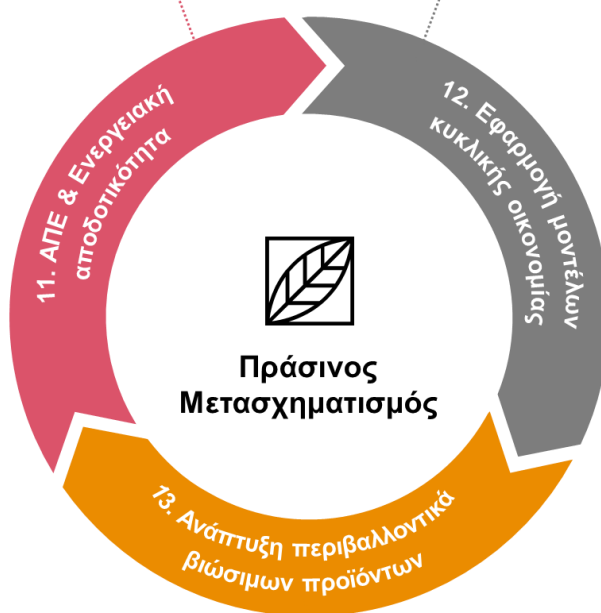 11. ΑΠΕ & Ενεργειακή
αποδοτικότητα
12. Εφαρμογή μοντέλων
κυκλικής οικονομίας
Πράσινος
Μετασχηματισμός
13. Ανάπτυξη περιβαλλοντικά
βιώσιμων προϊόντων